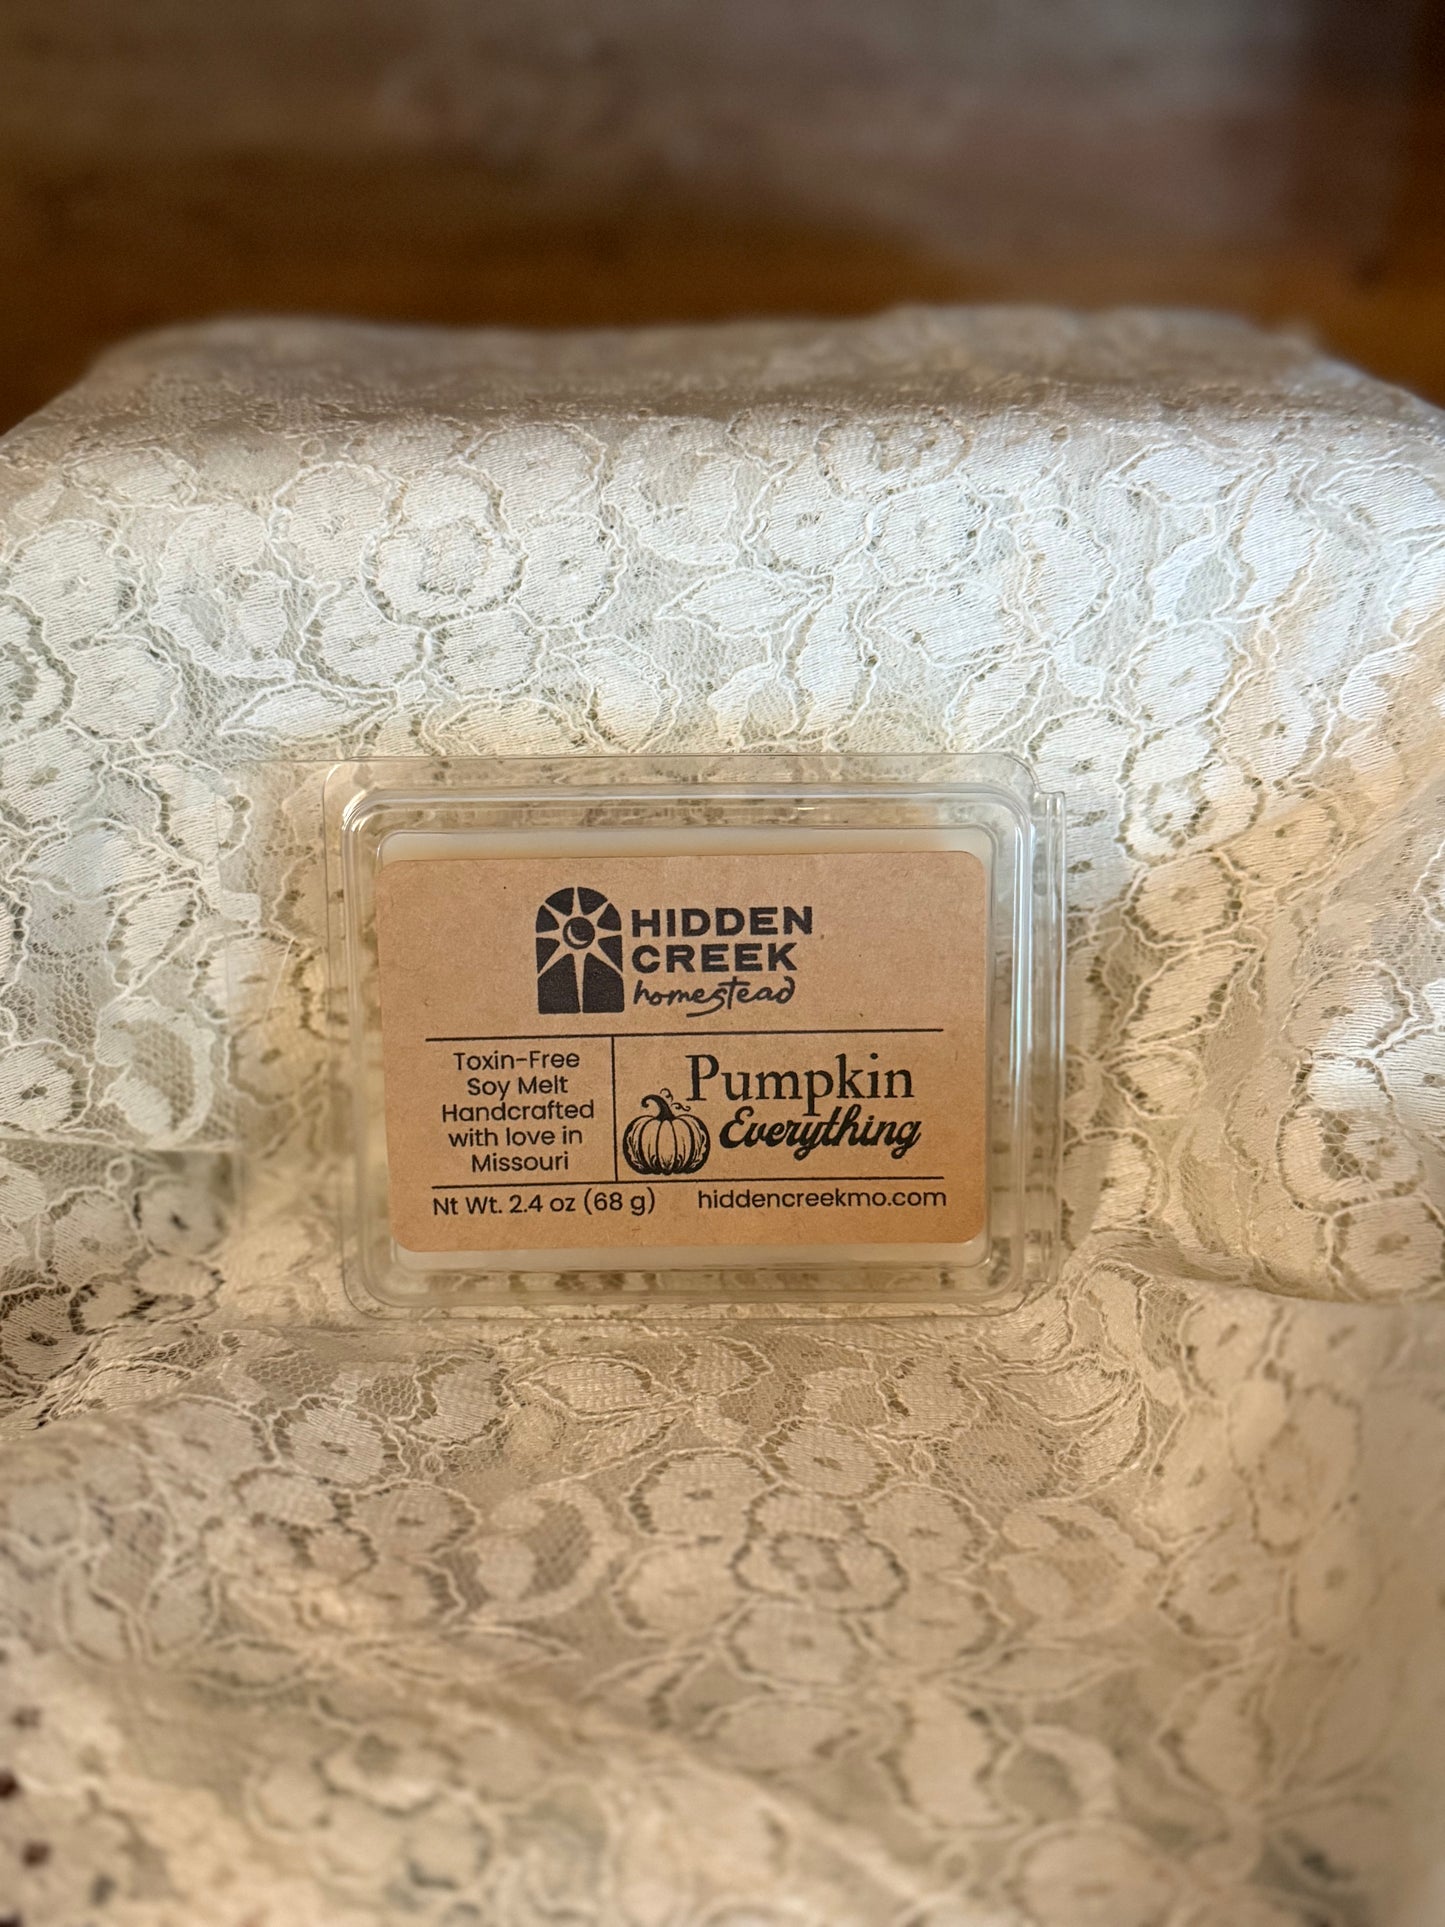 HIDDEN
CREEK
homestead
Toxin-Free
Soy Melt
Handcrafted
with love in
Missouri
Pumpkin
Everything
Nt Wt. 2.4 oz (68 g)
hiddencreekmo.com